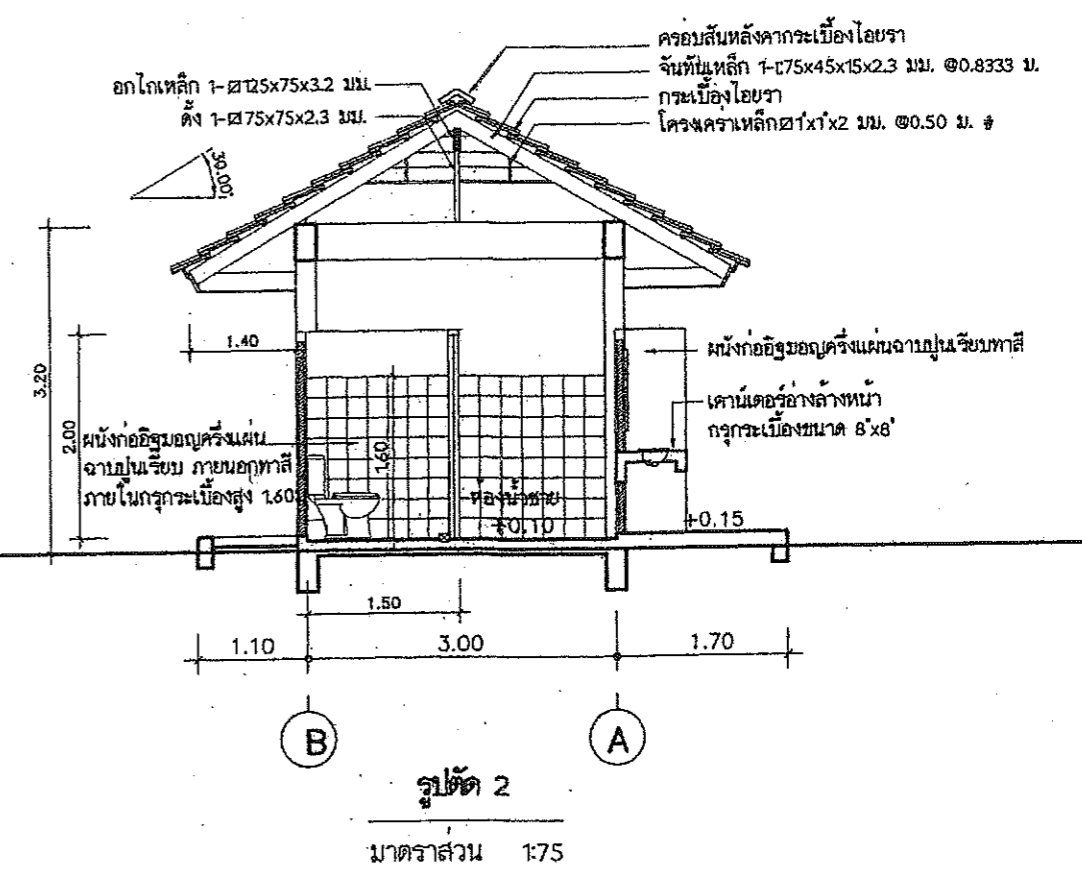 ครอบสันหลังคากระเบื้องไอยรา
จันทันเหล็ก 1-C75x45x15x2.3 มม. @0.8333 ม.
กระเบื้องไอยรา
โครงเคร่าเหล็ก⌀1"x1"x2 มม. @0.50 ม. #
อกไก่เหล็ก 1-⌀125x75x3.2 มม.
ดั้ง 1-⌀75x75x2.3 มม.
30.00°
3.20
2.00
1.40
ผนังก่ออิฐมอญครึ่งแผ่นฉาบปูนเรียบทาสี
เคาน์เตอร์อ่างล้างหน้า
กรุกระเบื้องขนาด 8"x8"
ผนังก่ออิฐมอญครึ่งแผ่น
ฉาบปูนเรียบ ภายนอกทาสี
ภายในกรุกระเบื้องสูง 1.60
1.60
ห้องน้ำชาย
+0.10
+0.15
1.50
1.10
3.00
1.70
B
A
รูปตัด 2
มาตราส่วน 1:75